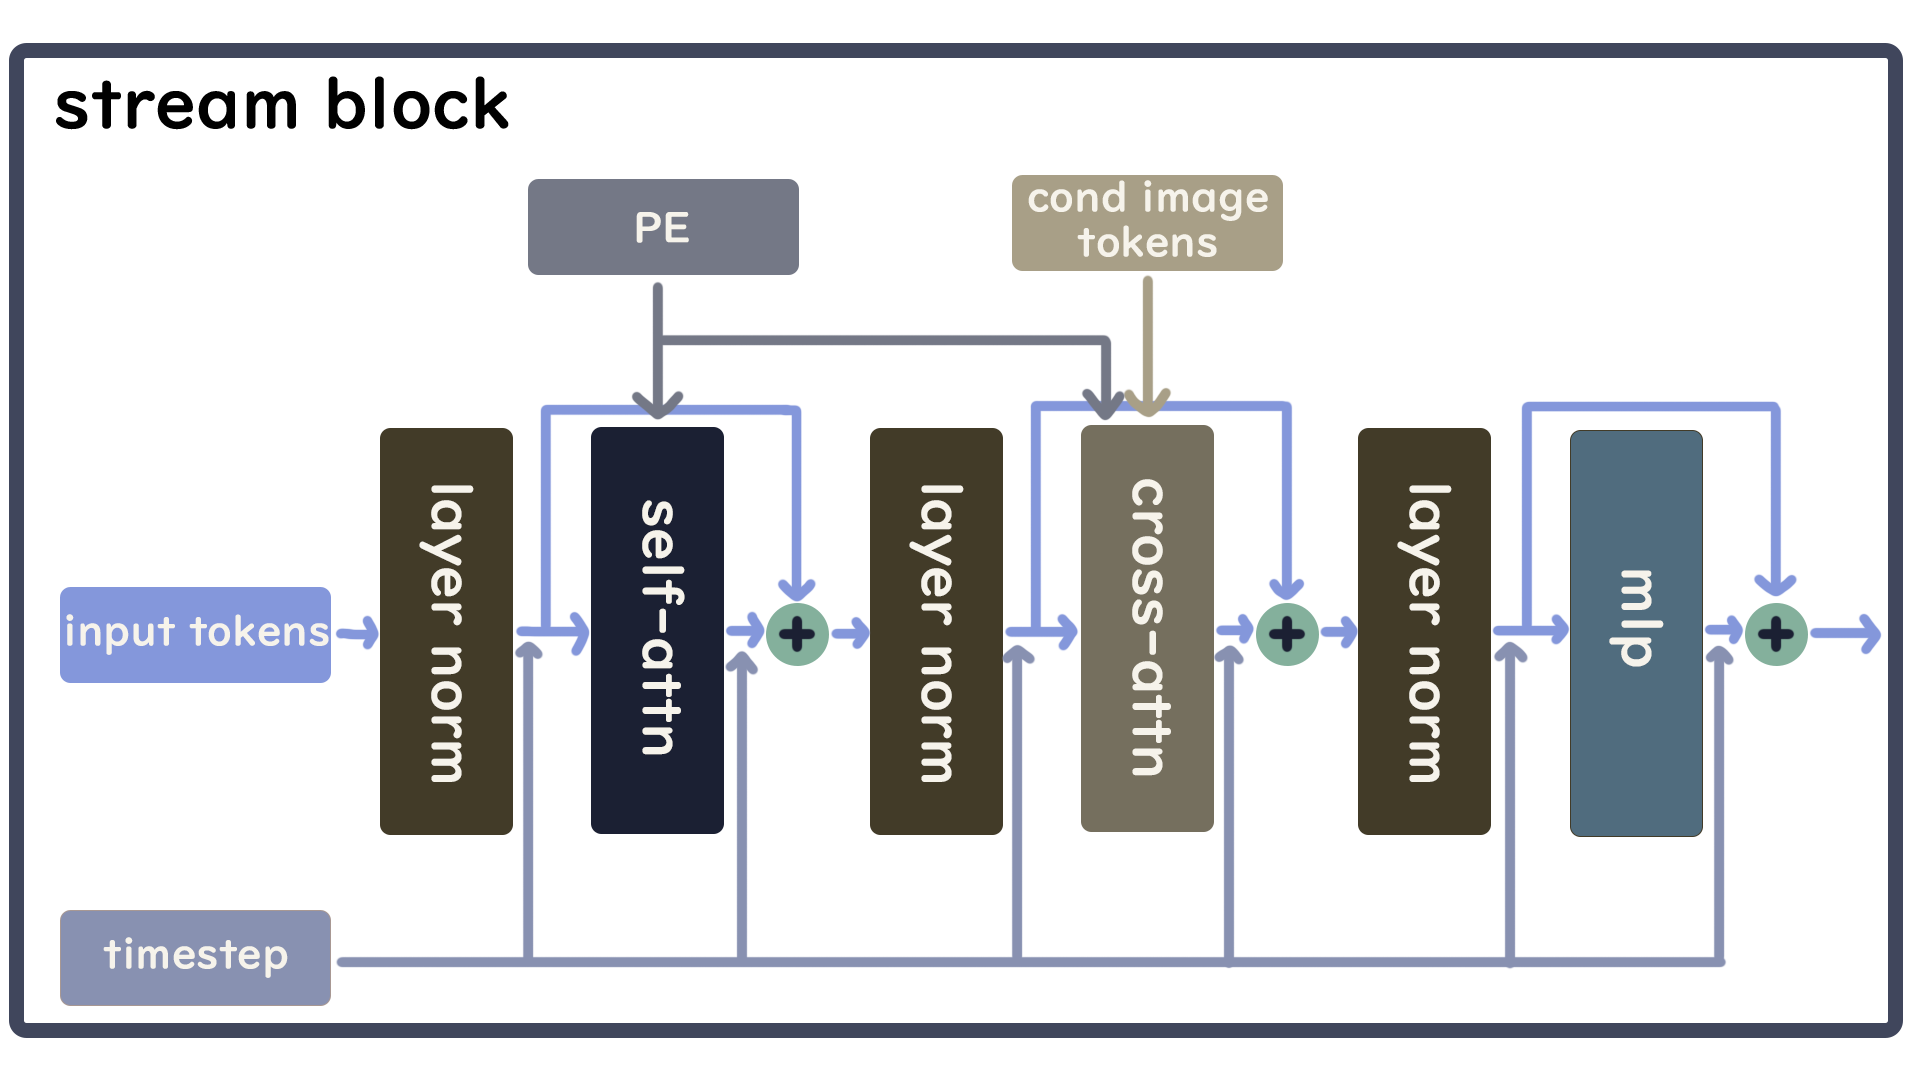 stream block
PE
cond image
tokens
input tokens
layer norm
self-attn
+
layer norm
cross-attn
+
layer norm
mlp
+
timestep